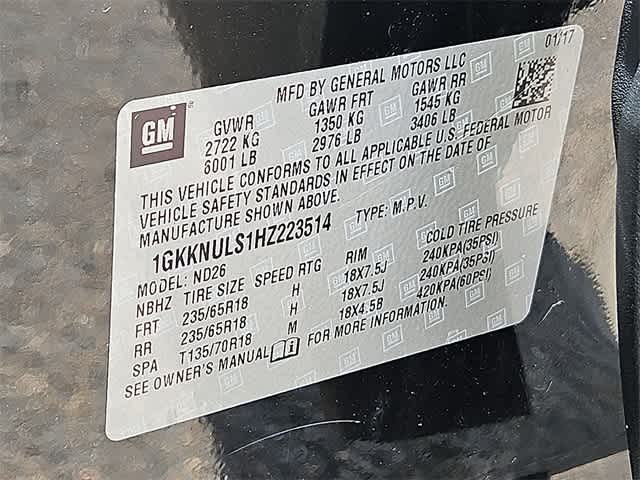 01/17
MFD BY GENERAL MOTORS LLC
GM
GVWR GAWR FRT GAWR RR
2722 KG 1350 KG 1545 KG
6001 LB 2976 LB 3406 LB
THIS VEHICLE CONFORMS TO ALL APPLICABLE U.S. FEDERAL MOTOR
VEHICLE SAFETY STANDARDS IN EFFECT ON THE DATE OF
MANUFACTURE SHOWN ABOVE.
1GKKNULS1HZ223514 TYPE: M.P.V.
MODEL: ND26
NBHZ TIRE SIZE SPEED RTG RIM COLD TIRE PRESSURE
FRT 235/65R18 H 18X7.5J 240KPA(35PSI)
RR 235/65R18 H 18X7.5J 240KPA(35PSI)
SPA T135/70R18 M 18X4.5B 420KPA(60PSI)
SEE OWNER'S MANUAL FOR MORE INFORMATION.